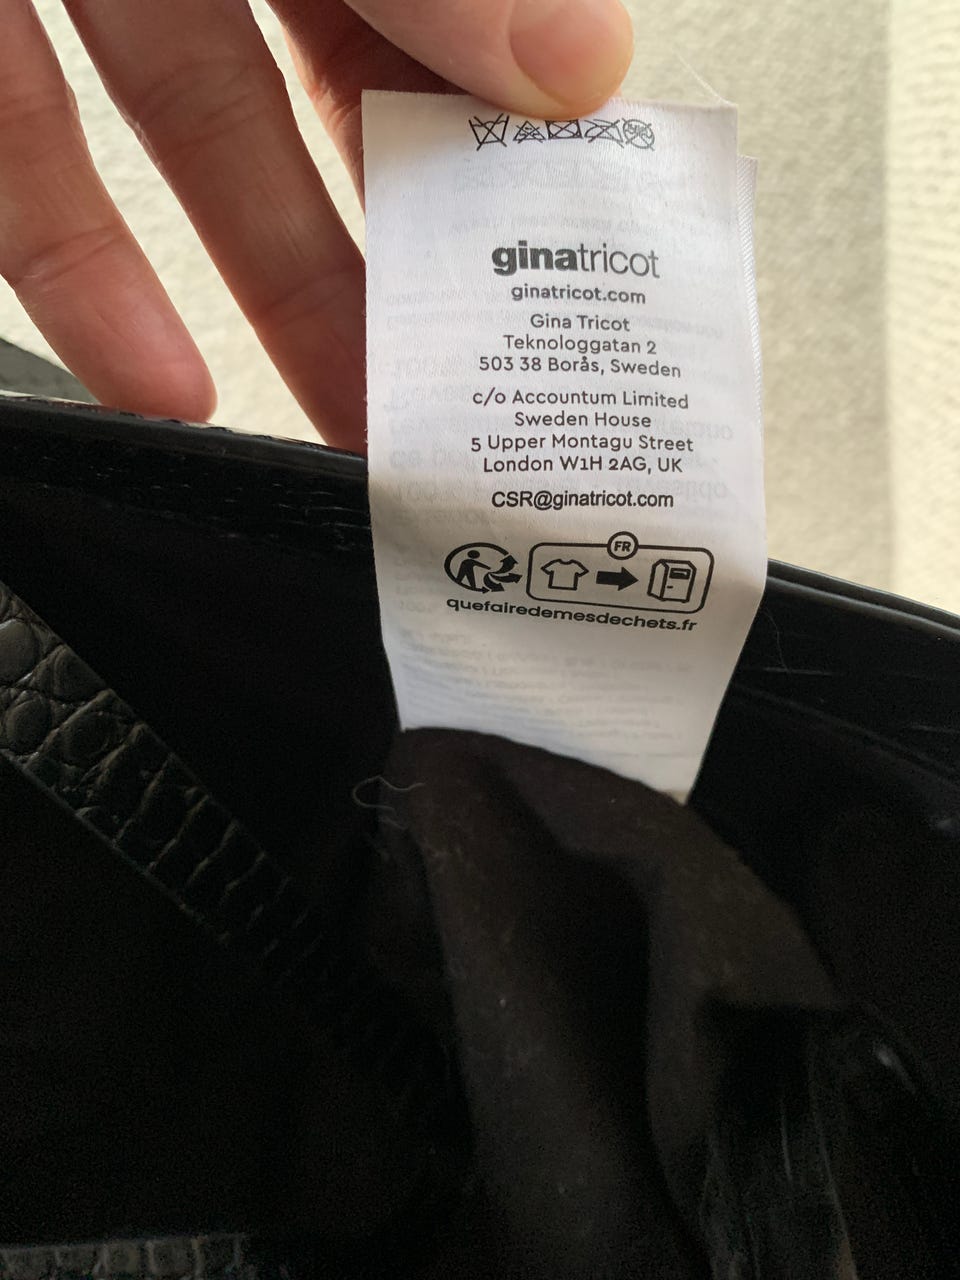 ginatricot
ginatricot.com
Gina Tricot
Teknologgatan 2
503 38 Borås, Sweden
c/o Accountum Limited
Sweden House
5 Upper Montagu Street
London W1H 2AG, UK
CSR@ginatricot.com
FR
quefairedemesdechets.fr